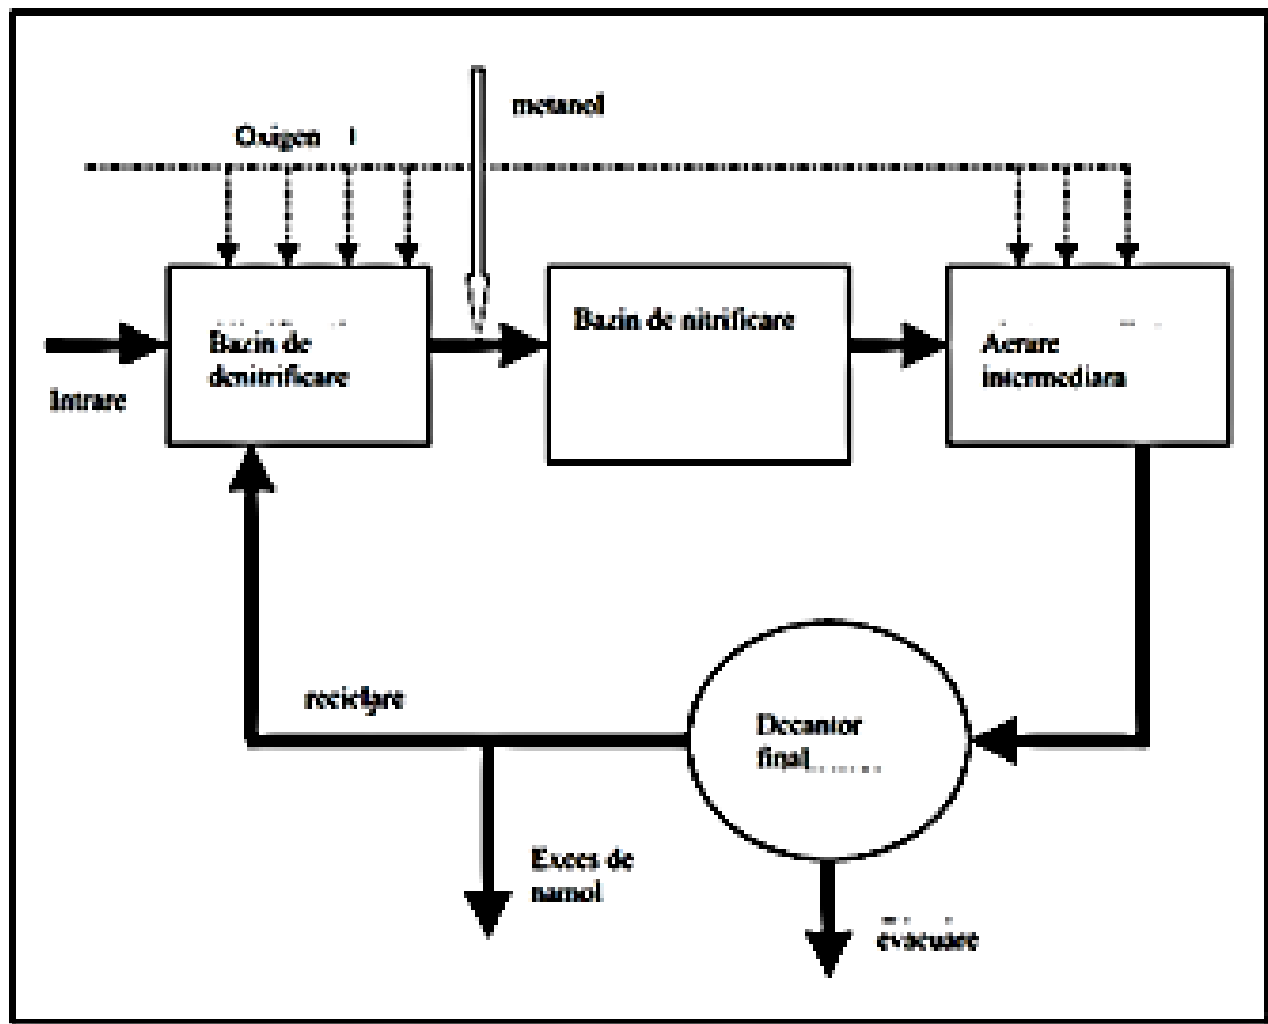 metanol
Oxigen
Bazin de
denitrificare
Bazin de nitrificare
Aerare
intermediara
Intrare
reciclare
Decantor
final
Exces de
namol
evacuare